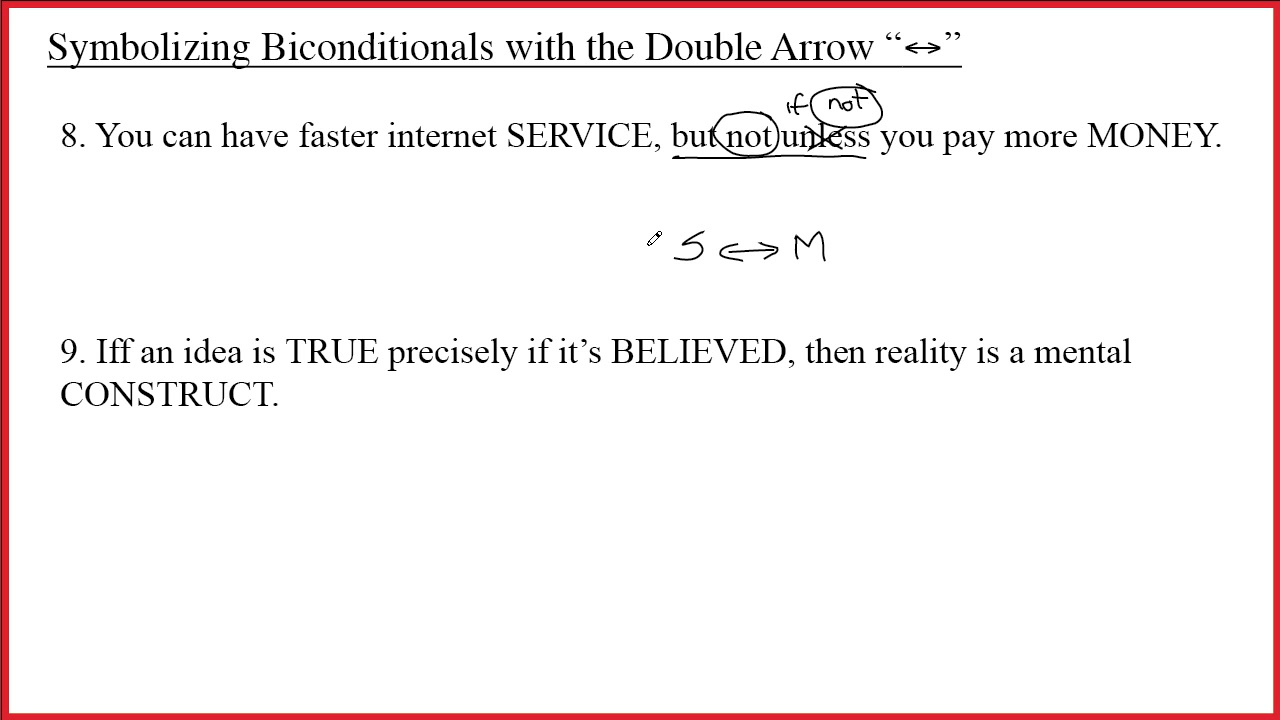 Symbolizing Biconditionals with the Double Arrow “↔”
if not
8. You can have faster internet SERVICE, but not unless you pay more MONEY.
S ↔ M
9. Iff an idea is TRUE precisely if it’s BELIEVED, then reality is a mental
CONSTRUCT.